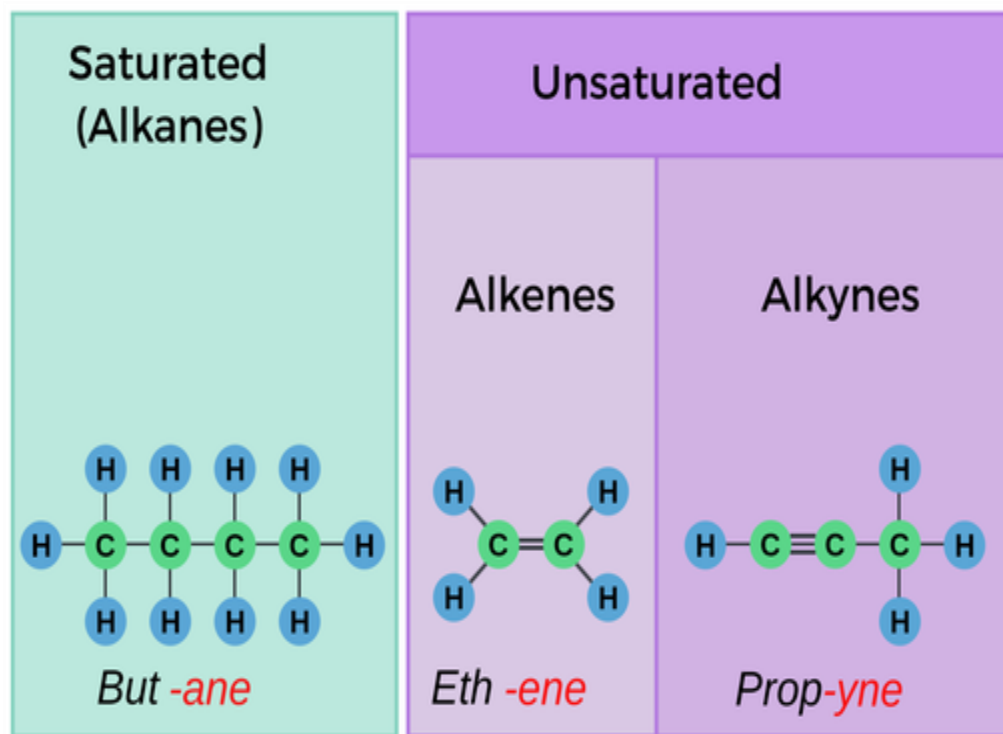 Saturated
(Alkanes)
Unsaturated
Alkenes
Alkynes
H H H H
H C C C C H
H H H H
But -ane
H H
C C
H H
Eth -ene
H
H C C C H
H
Prop-yne